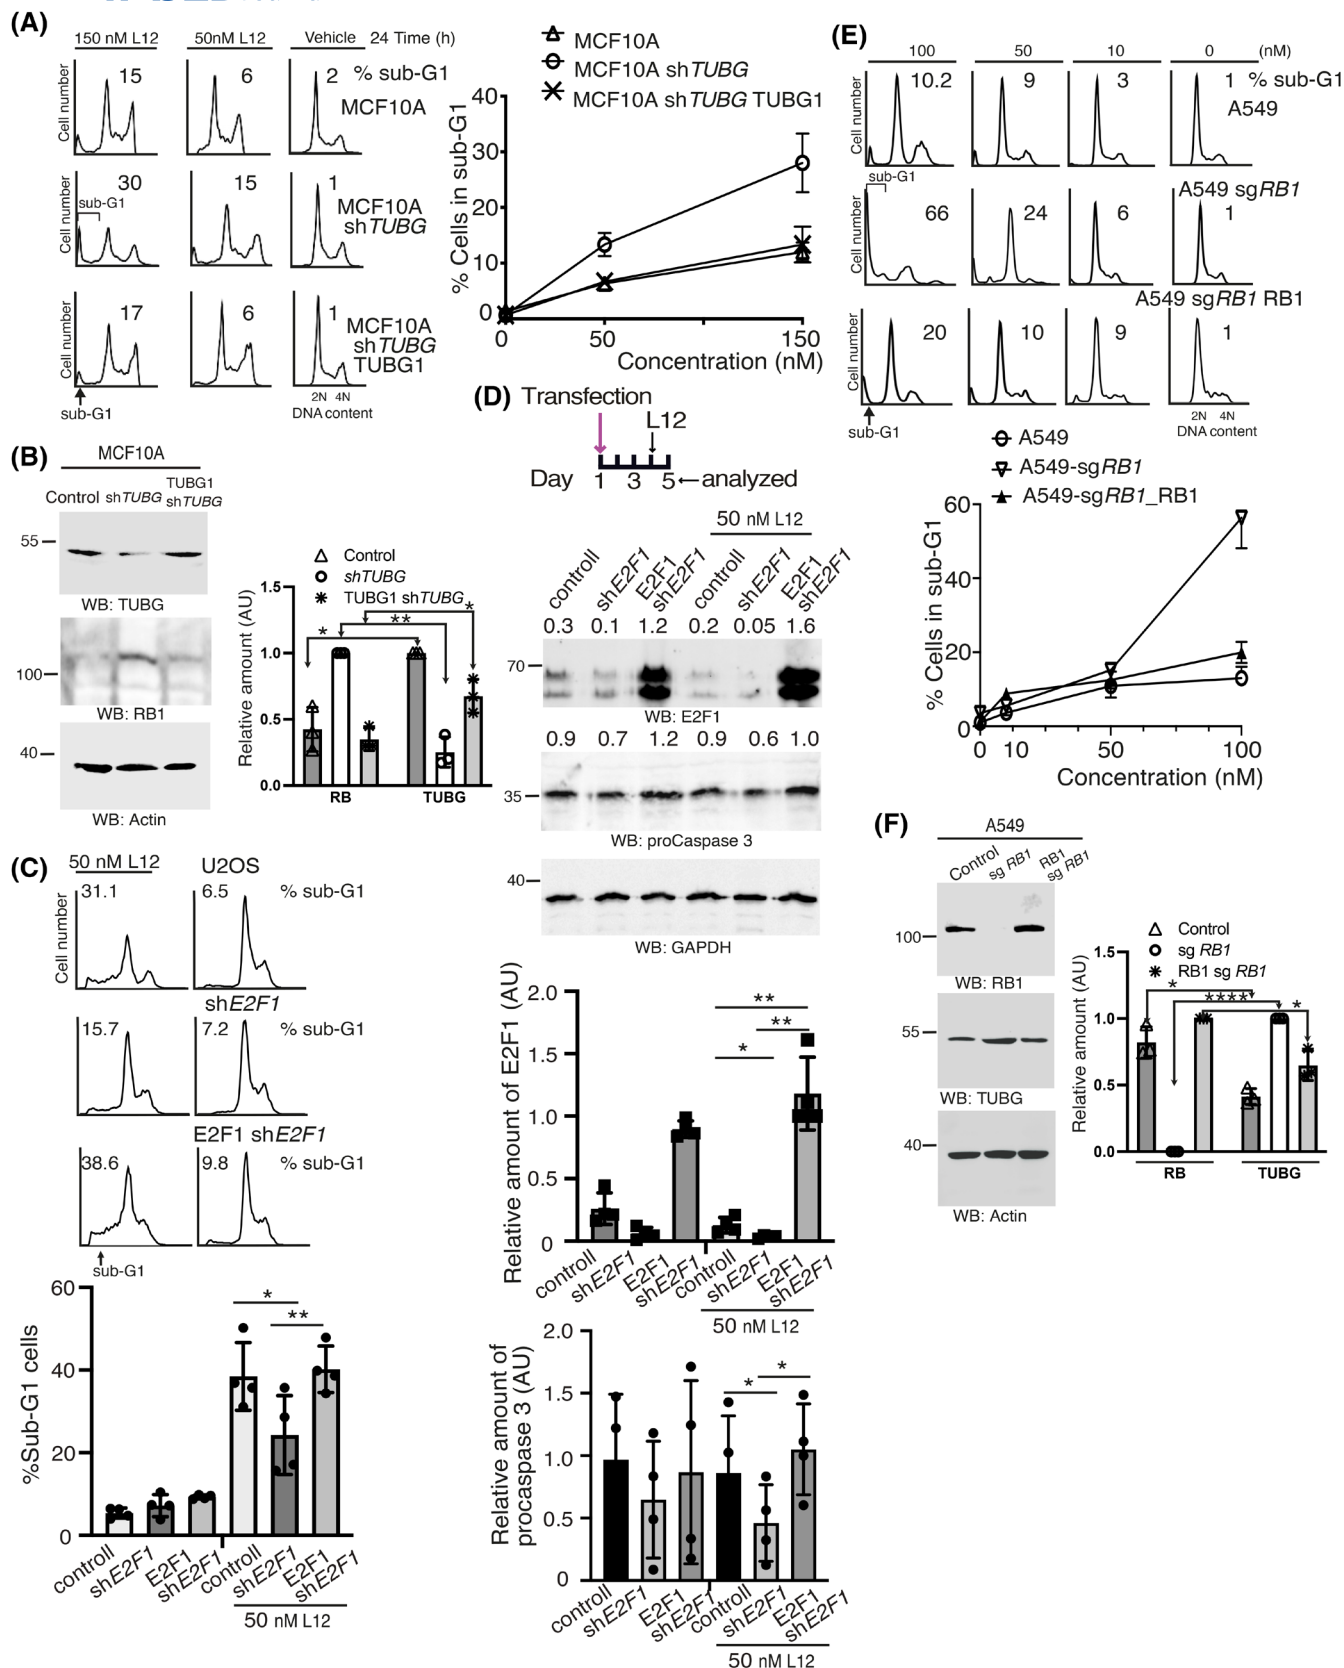 (A)
150 nM L12 50nM L12 Vehicle 24 Time (h)
Cell number 15 6 2 % sub-G1
MCF10A
Cell number 30 15 1
sub-G1
MCF10A
shTUBG
Cell number 17 6 1
MCF10A
shTUBG
TUBG1
2N 4N
DNA content
sub-G1
MCF10A
MCF10A shTUBG
MCF10A shTUBG TUBG1
% Cells in sub-G1
40
30
20
10
0
0 50 150
Concentration (nM)
(B)
MCF10A
Control shTUBG TUBG1 shTUBG
55
WB: TUBG
100
WB: RB1
40
WB: Actin
Control
shTUBG
TUBG1 shTUBG
Relative amount (AU)
1.5
1.0
0.5
0.0
* ** *
RB TUBG
(C)
50 nM L12 U2OS
Cell number
31.1 6.5 % sub-G1
shE2F1
15.7 7.2 % sub-G1
E2F1 shE2F1
38.6 9.8 % sub-G1
sub-G1
%Sub-G1 cells
60
40
20
0
*
**
controll shE2F1 E2F1 shE2F1 controll shE2F1 E2F1 shE2F1
50 nM L12
(D)
Transfection
L12
Day 1 3 5 ←analyzed
50 nM L12
controll shE2F1 E2F1 shE2F1 controll shE2F1 E2F1 shE2F1
0.3 0.1 1.2 0.2 0.05 1.6
70
WB: E2F1
0.9 0.7 1.2 0.9 0.6 1.0
35
WB: proCaspase 3
40
WB: GAPDH
Relative amount of E2F1 (AU)
2.0
1.5
1.0
0.5
0
**
**
*
controll shE2F1 E2F1 shE2F1 controll shE2F1 E2F1 shE2F1
50 nM L12
Relative amount of
procaspase 3 (AU)
2.0
1.5
1.0
0.5
0
*
*
controll shE2F1 E2F1 shE2F1 controll shE2F1 E2F1 shE2F1
50 nM L12
(E)
100 50 10 0 (nM)
Cell number 10.2 9 3 1 % sub-G1
A549
sub-G1
A549 sgRB1
Cell number 66 24 6 1
A549 sgRB1 RB1
Cell number 20 10 9 1
2N 4N
DNA content
sub-G1
A549
A549-sgRB1
A549-sgRB1_RB1
% Cells in sub-G1
60
40
20
0
0 10 50 100
Concentration (nM)
(F)
A549
Control sg RB1 RB1 sg RB1
100
WB: RB1
55
WB: TUBG
40
WB: Actin
Control
sg RB1
RB1 sg RB1
Relative amount (AU)
1.5
1.0
0.5
0.0
* **** *
RB TUBG